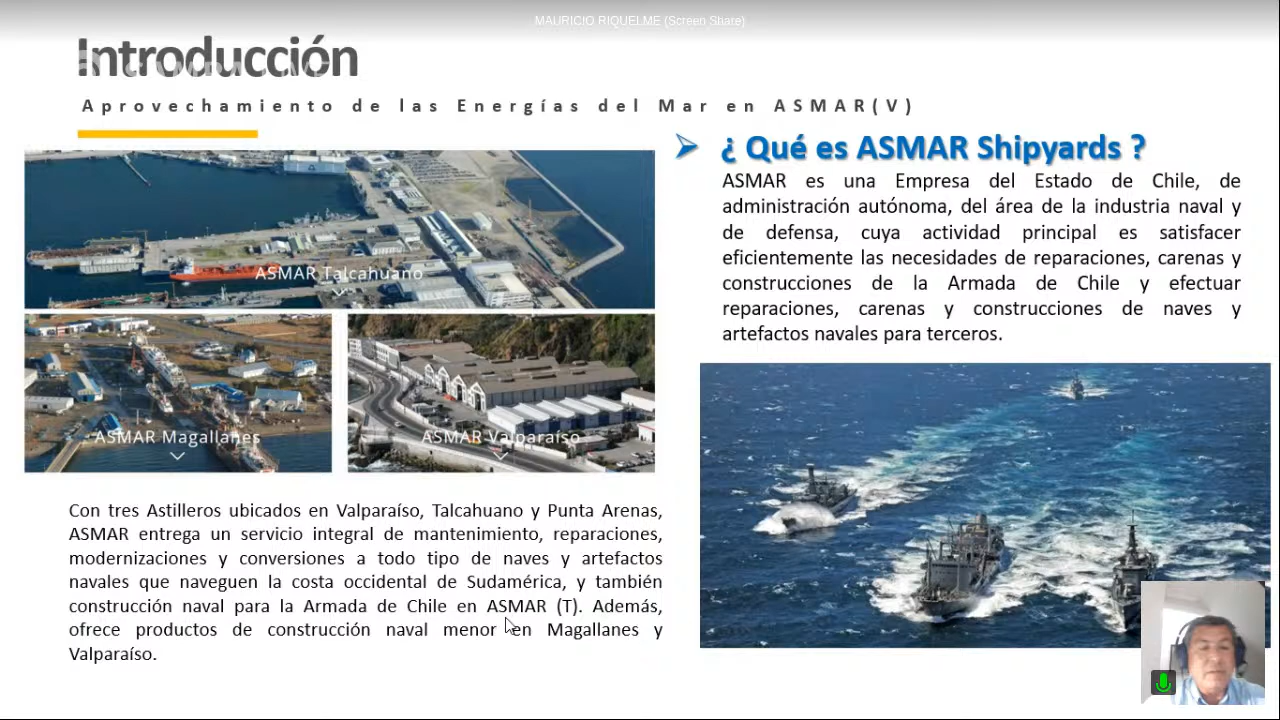 MAURICIO RIQUELME (Screen Share)
Introducción
Aprovechamiento de las Energías del Mar en ASMAR(V)
ASMAR Talcahuano
ASMAR Magallanes
ASMAR Valparaíso
Con tres Astilleros ubicados en Valparaíso, Talcahuano y Punta Arenas,
ASMAR entrega un servicio integral de mantenimiento, reparaciones,
modernizaciones y conversiones a todo tipo de naves y artefactos
navales que naveguen la costa occidental de Sudamérica, y también
construcción naval para la Armada de Chile en ASMAR (T). Además,
ofrece productos de construcción naval menor en Magallanes y
Valparaíso.
➢ ¿ Qué es ASMAR Shipyards ?
ASMAR es una Empresa del Estado de Chile, de
administración autónoma, del área de la industria naval y
de defensa, cuya actividad principal es satisfacer
eficientemente las necesidades de reparaciones, carenas y
construcciones de la Armada de Chile y efectuar
reparaciones, carenas y construcciones de naves y
artefactos navales para terceros.